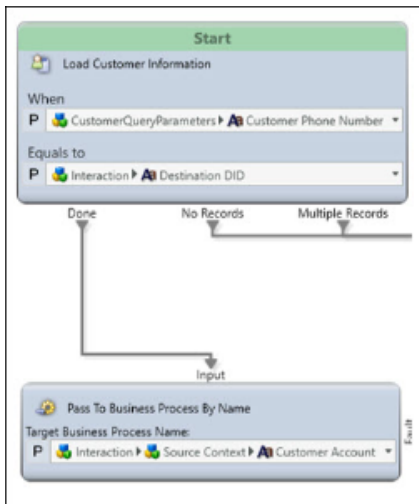 Start
Load Customer Information
When
P CustomerQueryParameters Customer Phone Number
Equals to
P Interaction Destination DID
Done No Records Multiple Records
Input
Pass To Business Process By Name
Target Business Process Name:
P Interaction Source Context Customer Account
Fault